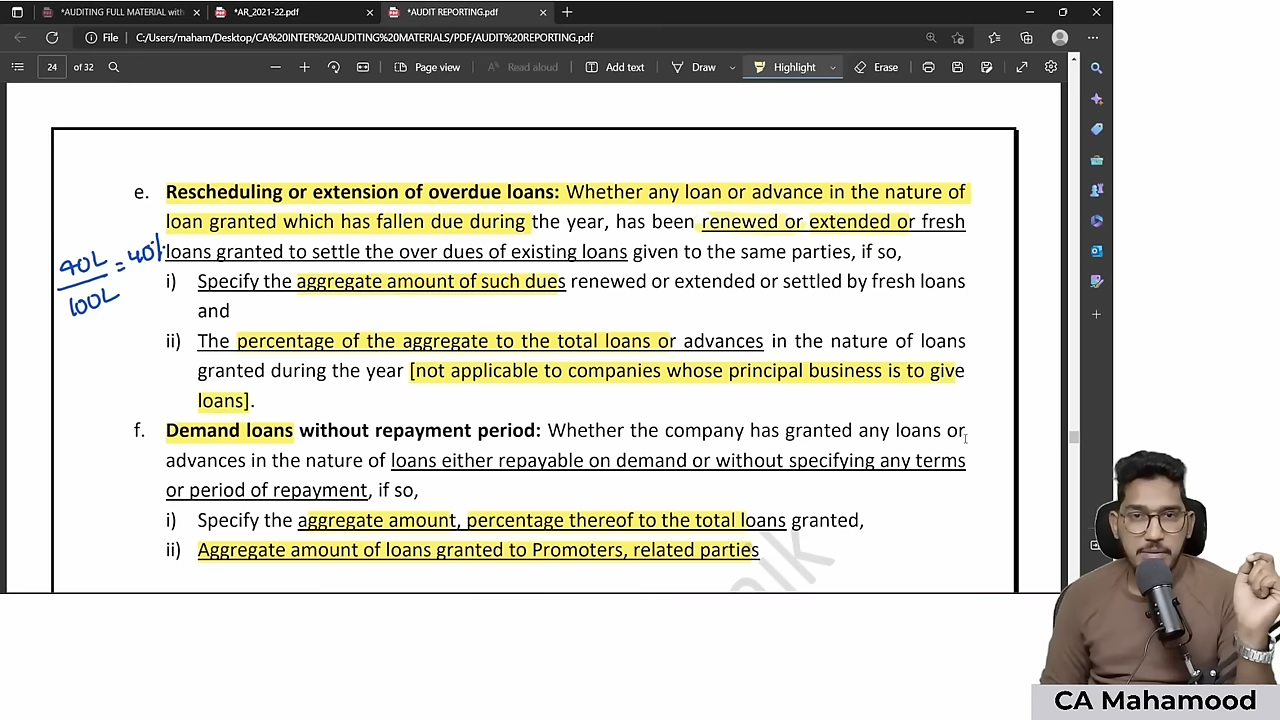 *AUDITING FULL MATERIAL with
*AR_2021-22.pdf
*AUDIT REPORTING.pdf
File
C:/Users/maham/Desktop/CA%20INTER%20AUDITING%20MATERIALS/PDF/AUDIT%20REPORTING.pdf
24 of 32
Page view
Read aloud
Add text
Draw
Highlight
Erase
e. Rescheduling or extension of overdue loans: Whether any loan or advance in the nature of
loan granted which has fallen due during the year, has been renewed or extended or fresh
loans granted to settle the over dues of existing loans given to the same parties, if so,
40L
100L
= 40%
i) Specify the aggregate amount of such dues renewed or extended or settled by fresh loans
and
ii) The percentage of the aggregate to the total loans or advances in the nature of loans
granted during the year [not applicable to companies whose principal business is to give
loans].
f. Demand loans without repayment period: Whether the company has granted any loans or
advances in the nature of loans either repayable on demand or without specifying any terms
or period of repayment, if so,
i) Specify the aggregate amount, percentage thereof to the total loans granted,
ii) Aggregate amount of loans granted to Promoters, related parties
CA Mahamood